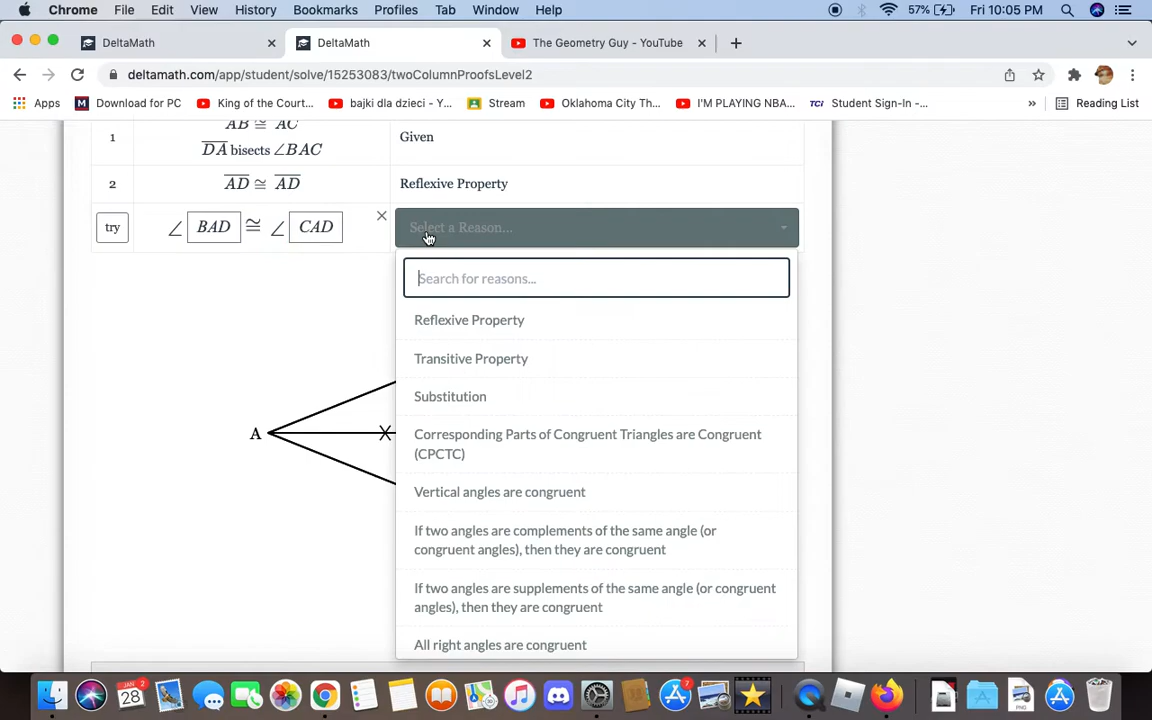 Chrome File Edit View History Bookmarks Profiles Tab Window Help 57% Fri 10:05 PM
DeltaMath DeltaMath The Geometry Guy - YouTube
deltamath.com/app/student/solve/15253083/twoColumnProofsLevel2
Apps Download for PC King of the Court... bajki dla dzieci - Y... Stream Oklahoma City Th... I'M PLAYING NBA... TCI Student Sign-In -... » Reading List
AB ≅ AC
1 Given
DA bisects ∠BAC
2 AD ≅ AD Reflexive Property
try ∠ BAD ≅ ∠ CAD × Select a Reason...
Search for reasons...
Reflexive Property
Transitive Property
Substitution
Corresponding Parts of Congruent Triangles are Congruent
(CPCTC)
A
Vertical angles are congruent
If two angles are complements of the same angle (or
congruent angles), then they are congruent
If two angles are supplements of the same angle (or congruent
angles), then they are congruent
All right angles are congruent
JAN 2
28
7
PNG